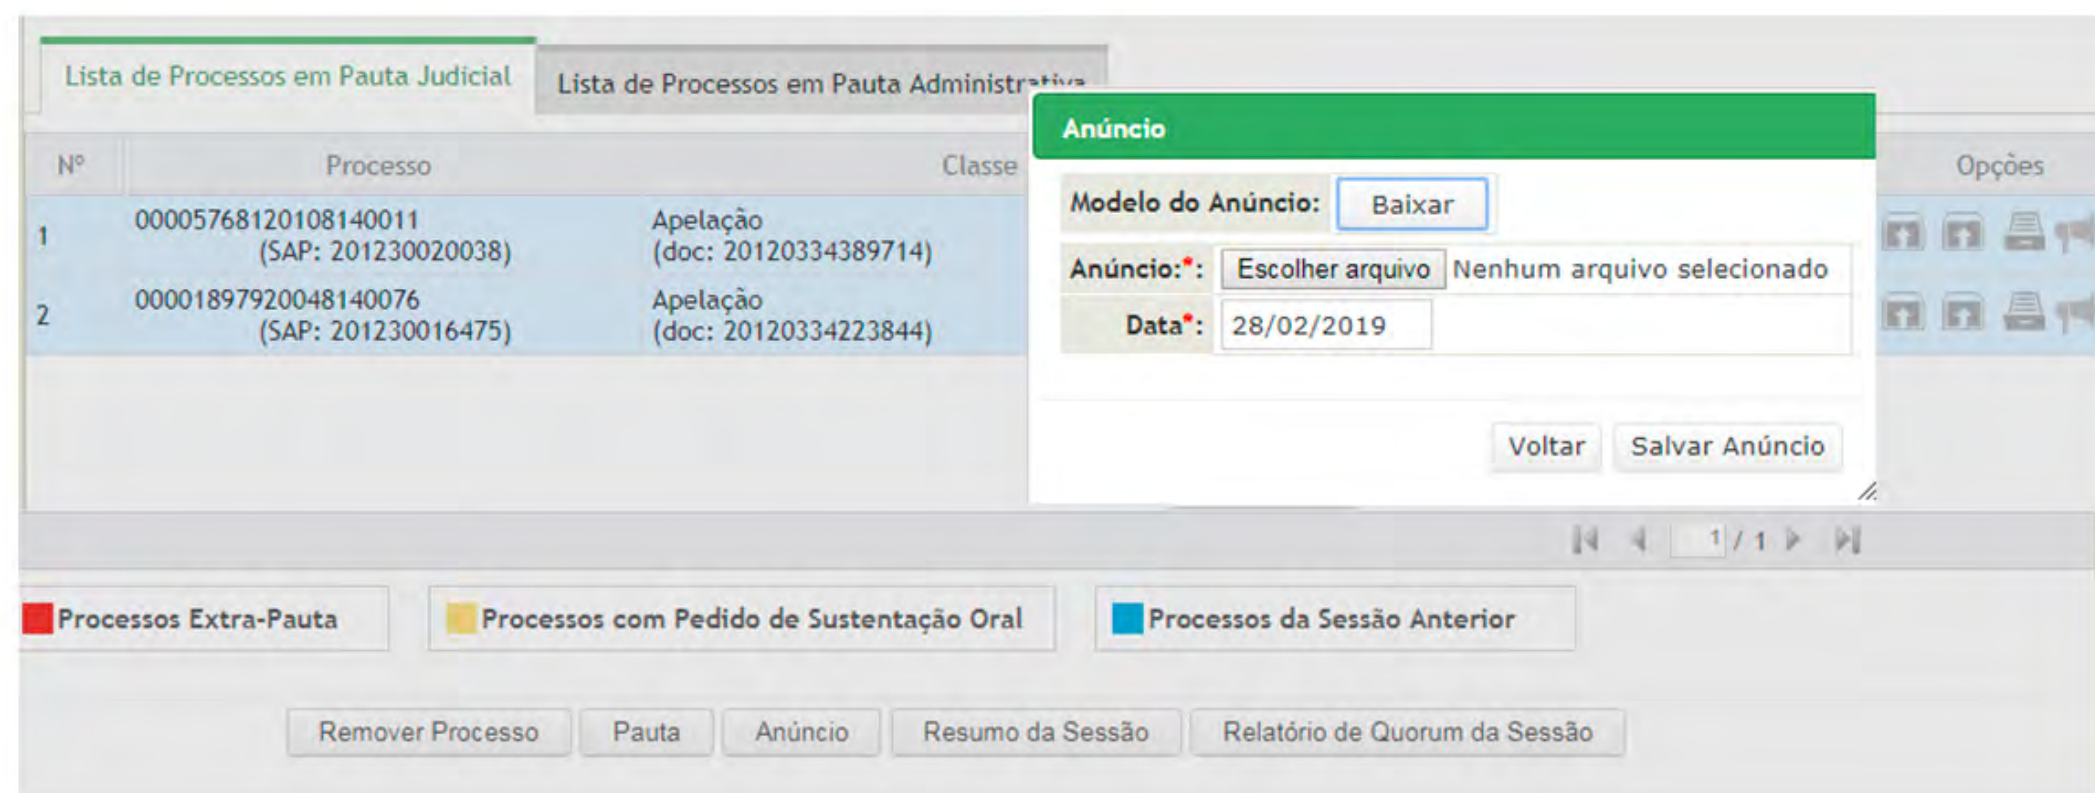 Lista de Processos em Pauta Judicial
Lista de Processos em Pauta Administrativa
Anúncio
Nº Processo Classe Opções
Modelo do Anúncio: Baixar
1 00005768120108140011 Apelação
(SAP: 201230020038) (doc: 20120334389714)
Anúncio:*: Escolher arquivo Nenhum arquivo selecionado
2 00001897920048140076 Apelação
(SAP: 201230016475) (doc: 20120334223844)
Data*: 28/02/2019
Voltar Salvar Anúncio
1 / 1
Processos Extra-Pauta Processos com Pedido de Sustentação Oral Processos da Sessão Anterior
Remover Processo Pauta Anúncio Resumo da Sessão Relatório de Quorum da Sessão